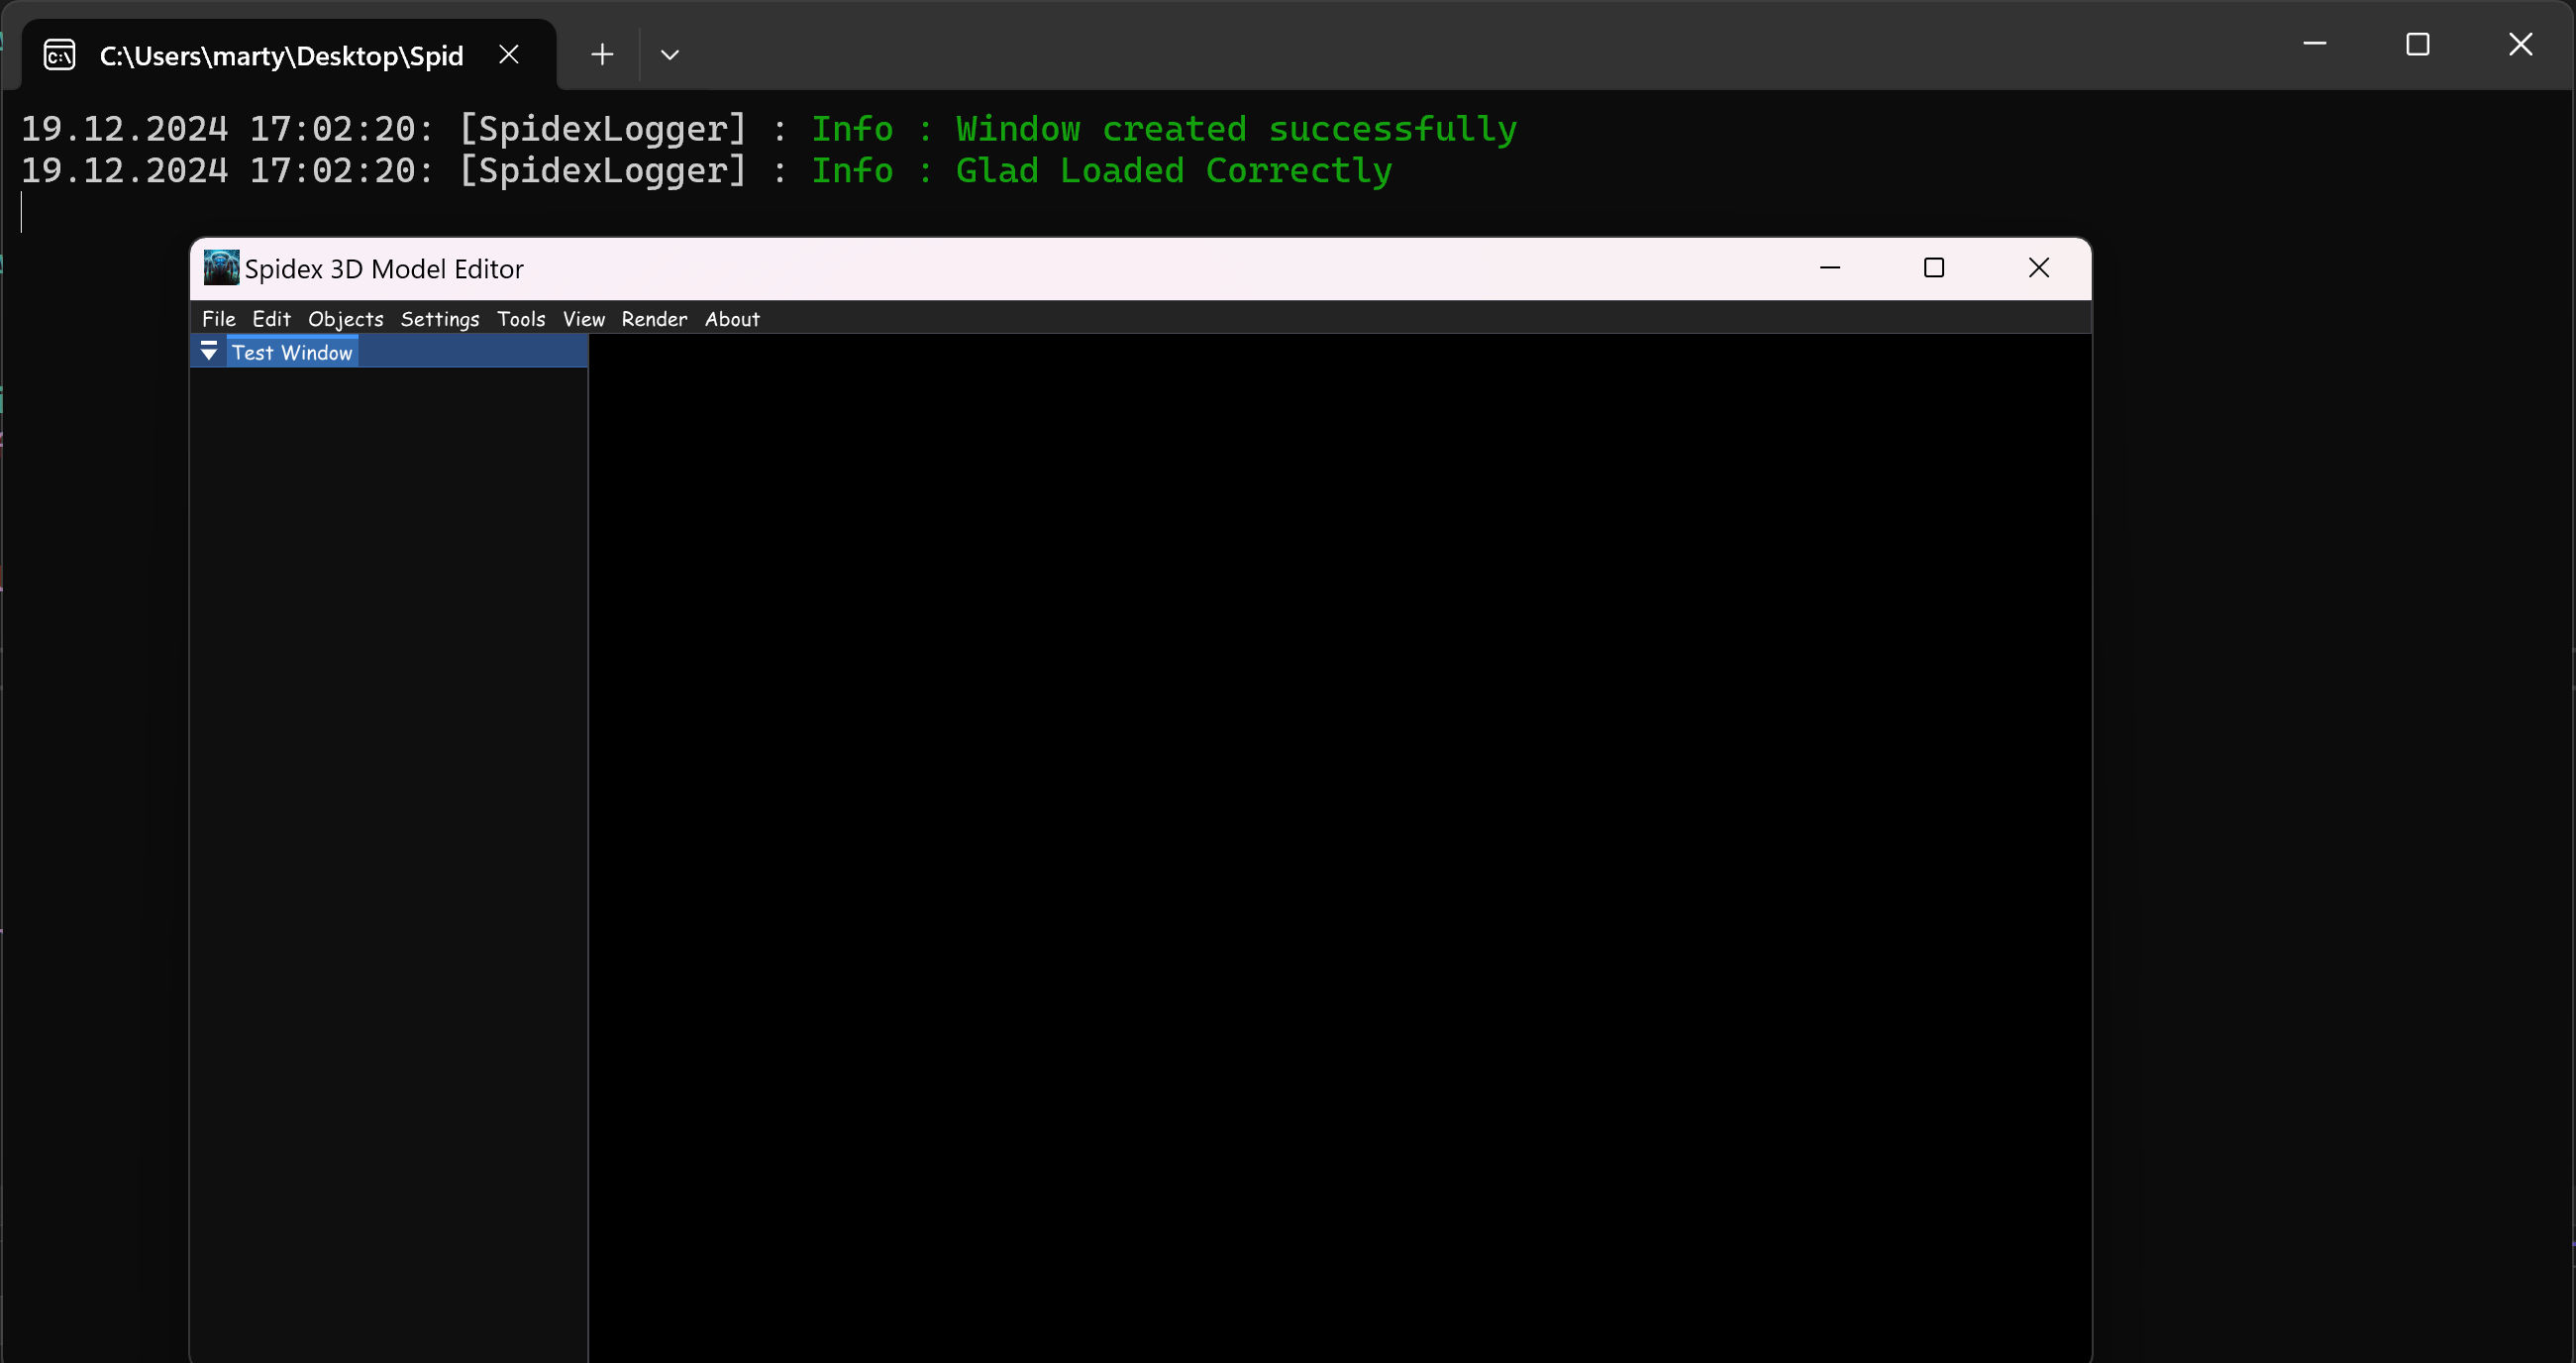 C:\Users\marty\Desktop\Spid
19.12.2024 17:02:20: [SpidexLogger] : Info : Window created successfully
19.12.2024 17:02:20: [SpidexLogger] : Info : Glad Loaded Correctly
Spidex 3D Model Editor
File Edit Objects Settings Tools View Render About
Test Window